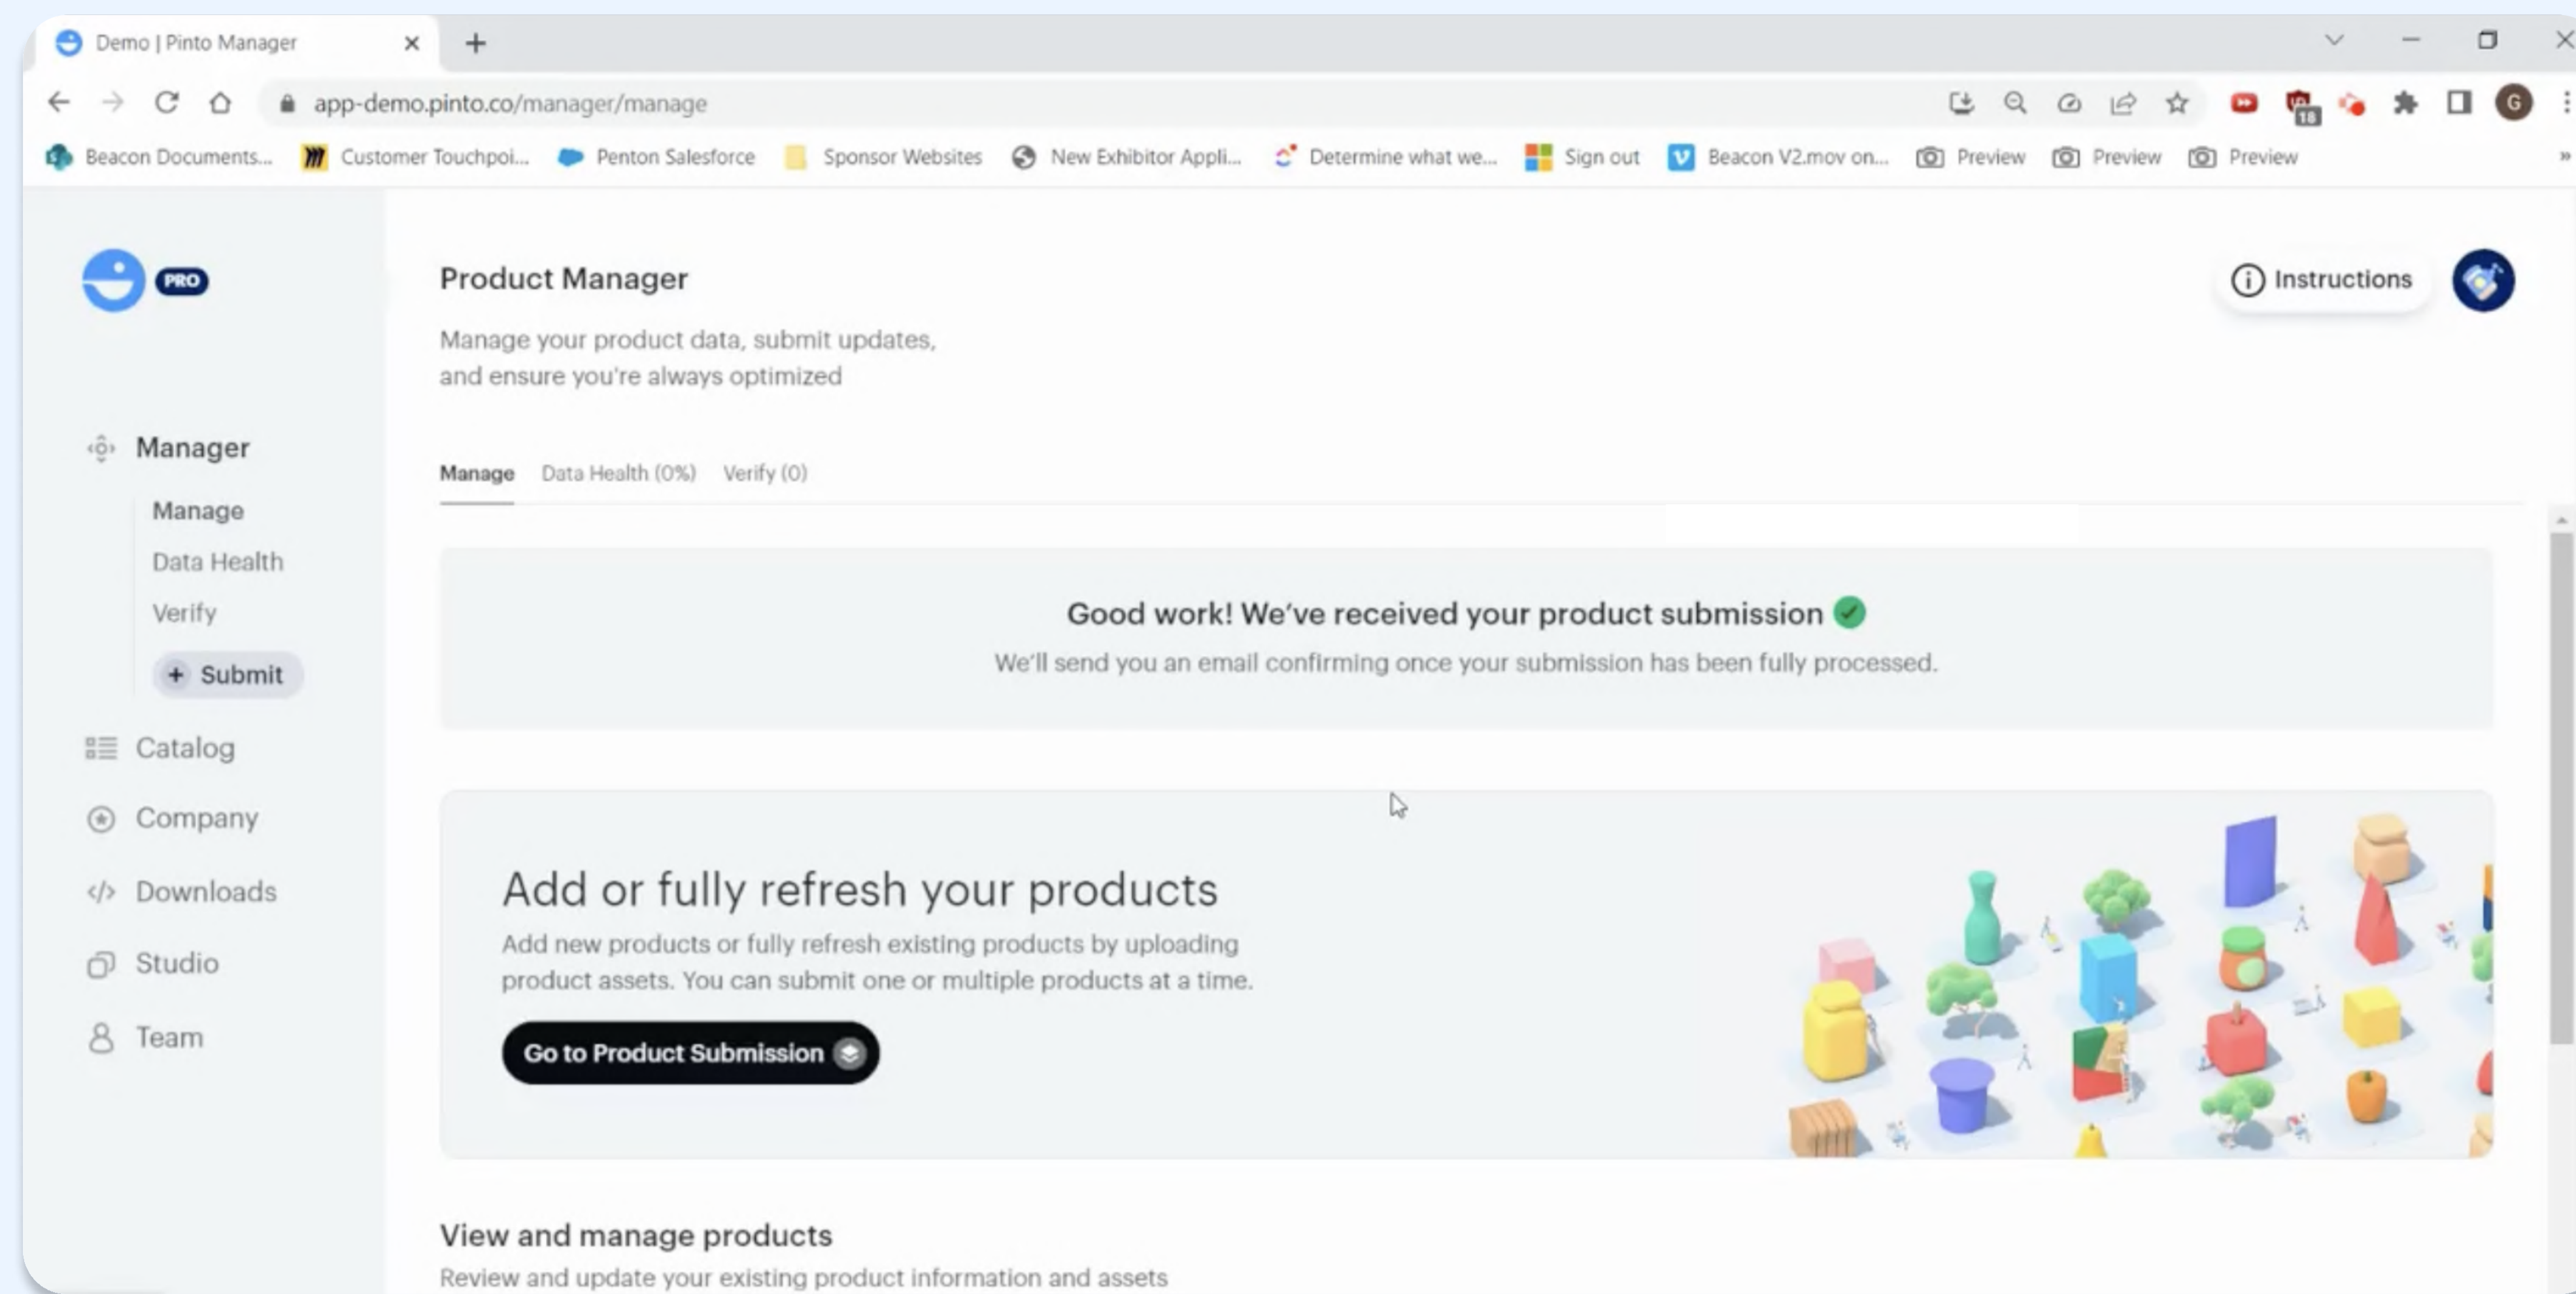 Demo | Pinto Manager
app-demo.pinto.co/manager/manage
18
G
Beacon Documents...
Customer Touchpoi...
Penton Salesforce
Sponsor Websites
New Exhibitor Appli...
Determine what we...
Sign out
Beacon V2.mov on...
Preview
Preview
Preview
PRO
Product Manager
Instructions
Manage your product data, submit updates,
and ensure you're always optimized
Manager
Manage
Data Health
Verify
+ Submit
Catalog
Company
Downloads
Studio
Team
Manage
Data Health (0%)
Verify (0)
Good work! We've received your product submission
We'll send you an email confirming once your submission has been fully processed.
Add or fully refresh your products
Add new products or fully refresh existing products by uploading
product assets. You can submit one or multiple products at a time.
Go to Product Submission
View and manage products
Review and update your existing product information and assets